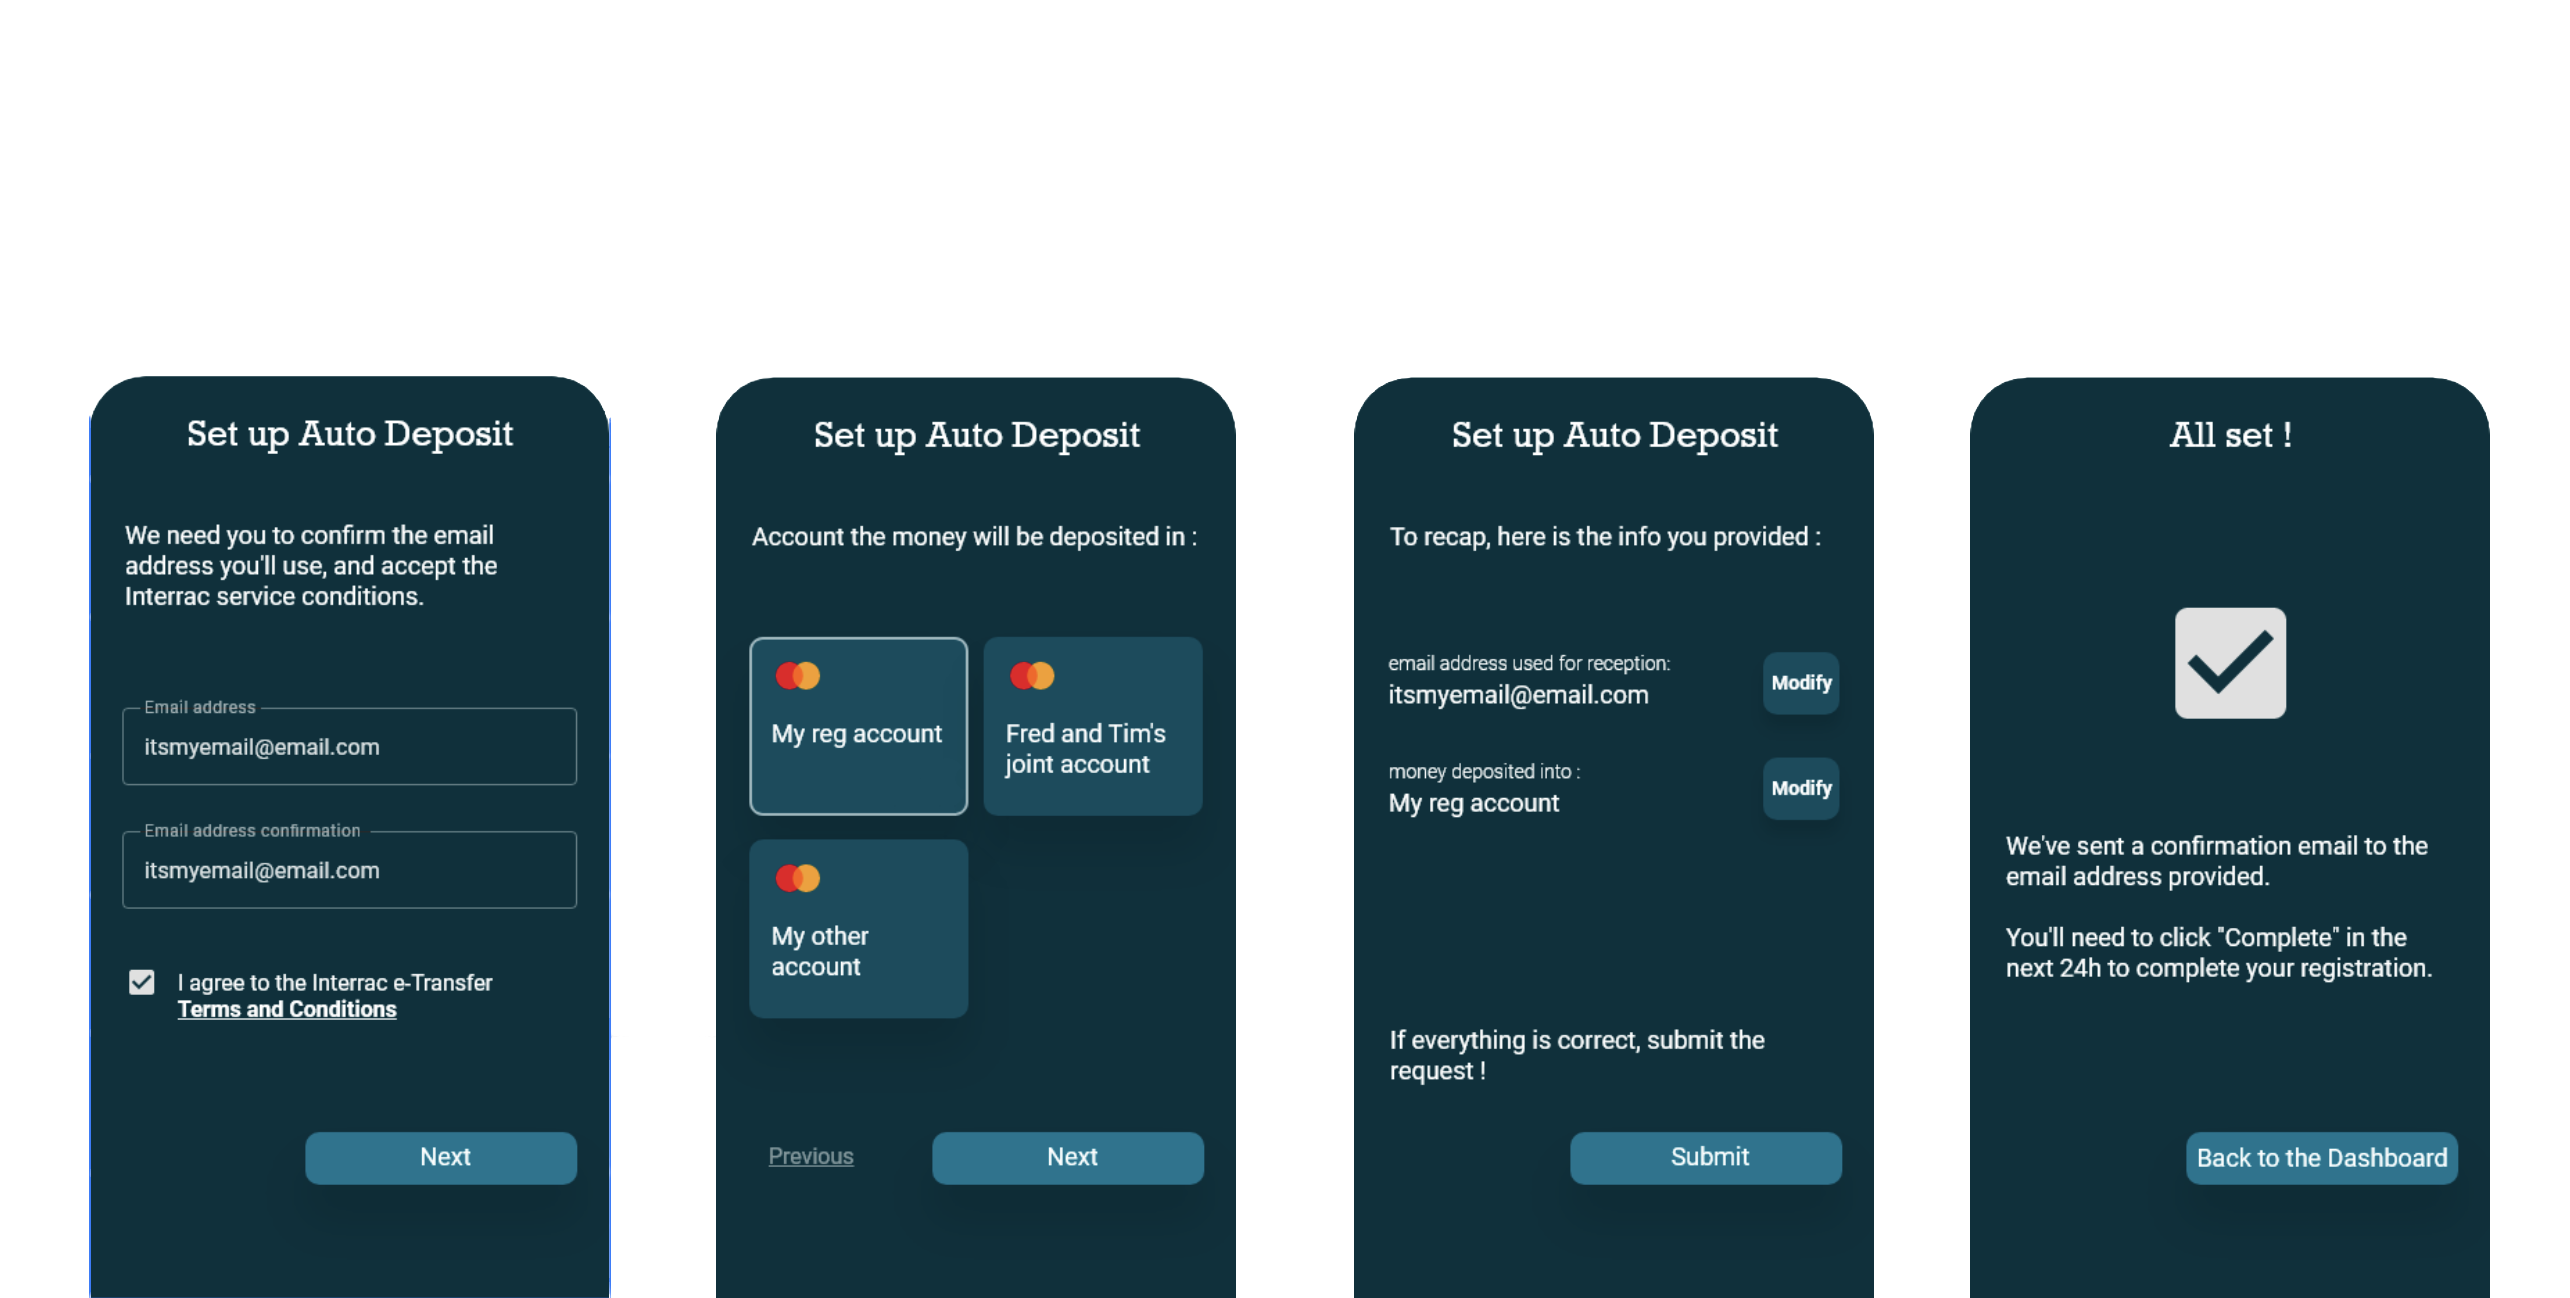 Set up Auto Deposit
We need you to confirm the email
address you'll use, and accept the
Interrac service conditions.
Email address
itsmyemail@email.com
Email address confirmation
itsmyemail@email.com
I agree to the Interrac e-Transfer
Terms and Conditions
Next
Set up Auto Deposit
Account the money will be deposited in :
My reg account
Fred and Tim's
joint account
My other
account
Previous
Next
Set up Auto Deposit
To recap, here is the info you provided :
email address used for reception:
itsmyemail@email.com
Modify
money deposited into :
My reg account
Modify
If everything is correct, submit the
request !
Submit
All set !
We've sent a confirmation email to the
email address provided.
You'll need to click "Complete" in the
next 24h to complete your registration.
Back to the Dashboard